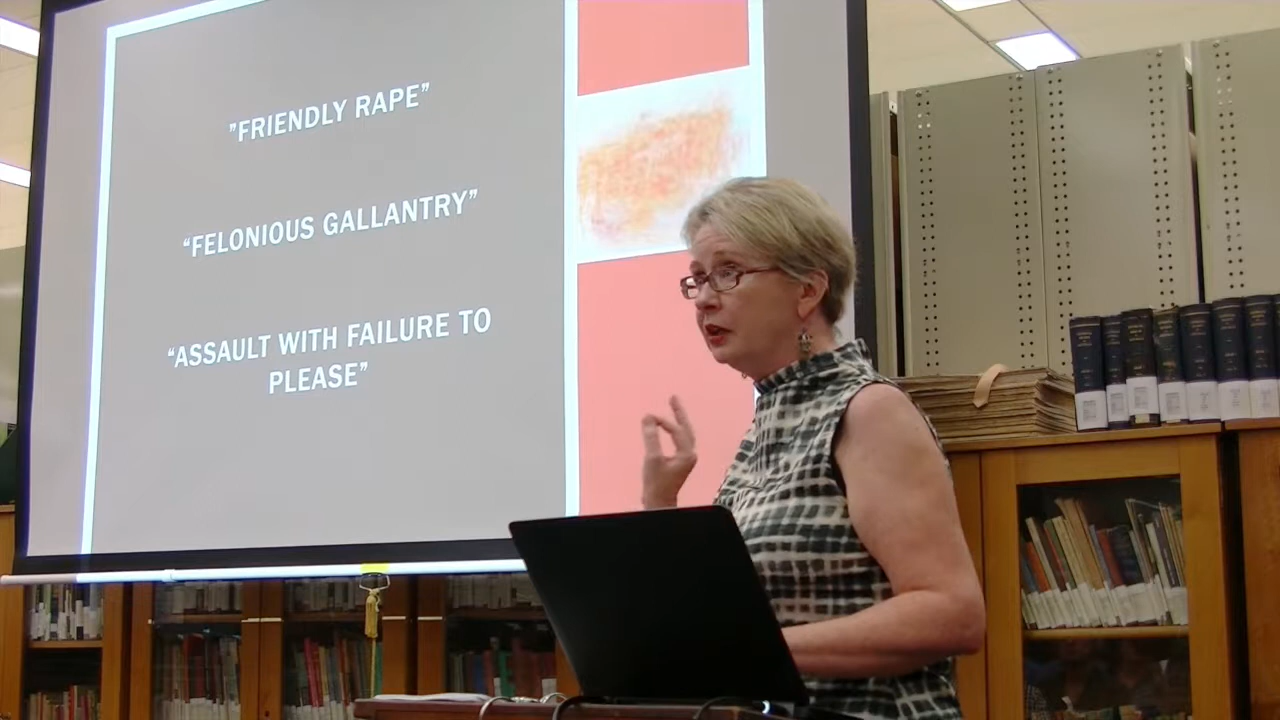 ”FRIENDLY RAPE”
“FELONIOUS GALLANTRY”
“ASSAULT WITH FAILURE TO
PLEASE”